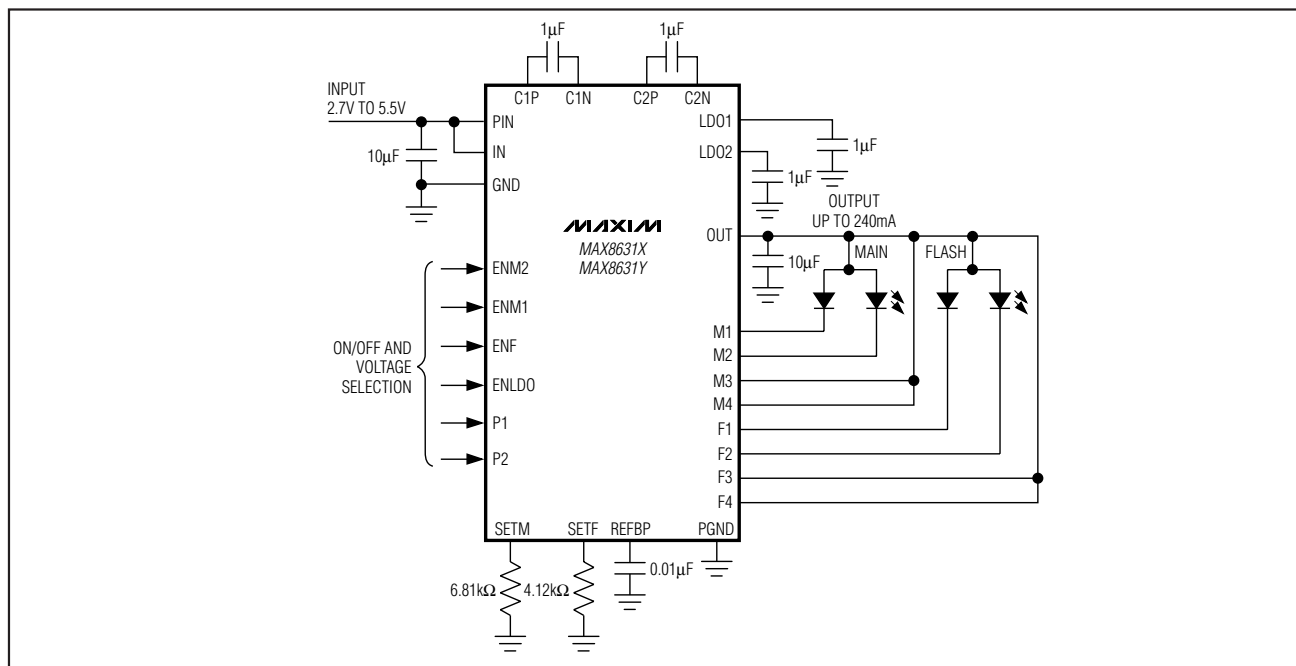 1µF
1µF
C1P
C1N
C2P
C2N
INPUT
2.7V TO 5.5V
PIN
IN
GND
10µF
LDO1
LDO2
1µF
1µF
MAXIM
MAX8631X
MAX8631Y
OUTPUT
UP TO 240mA
OUT
MAIN
FLASH
10µF
ON/OFF AND
VOLTAGE
SELECTION
ENM2
ENM1
ENF
ENLDO
P1
P2
M1
M2
M3
M4
F1
F2
F3
F4
SETM
SETF
REFBP
PGND
6.81kΩ
4.12kΩ
0.01µF